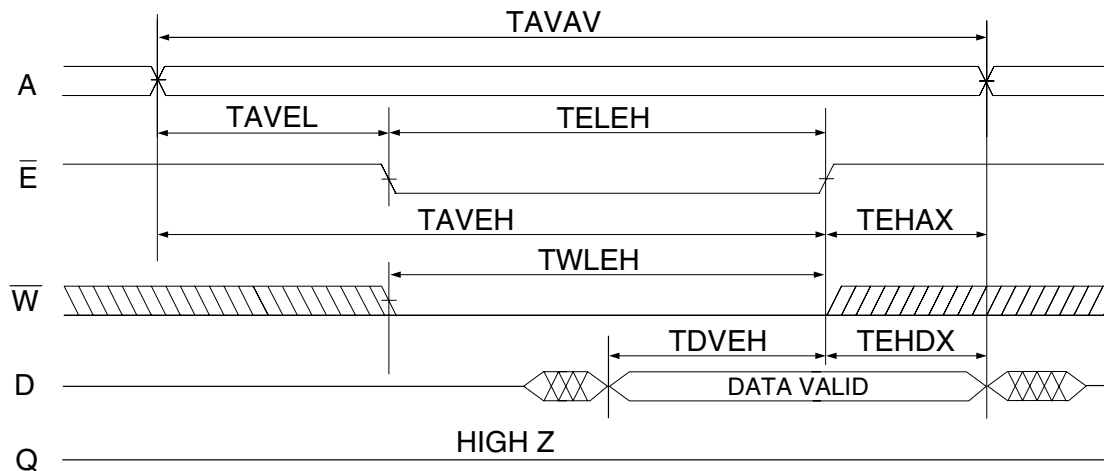 TAVAV
A
TAVEL TELEH
E̅
TAVEH TEHAX
TWLEH
W̅
TDVEH TEHDX
D DATA VALID
HIGH Z
Q